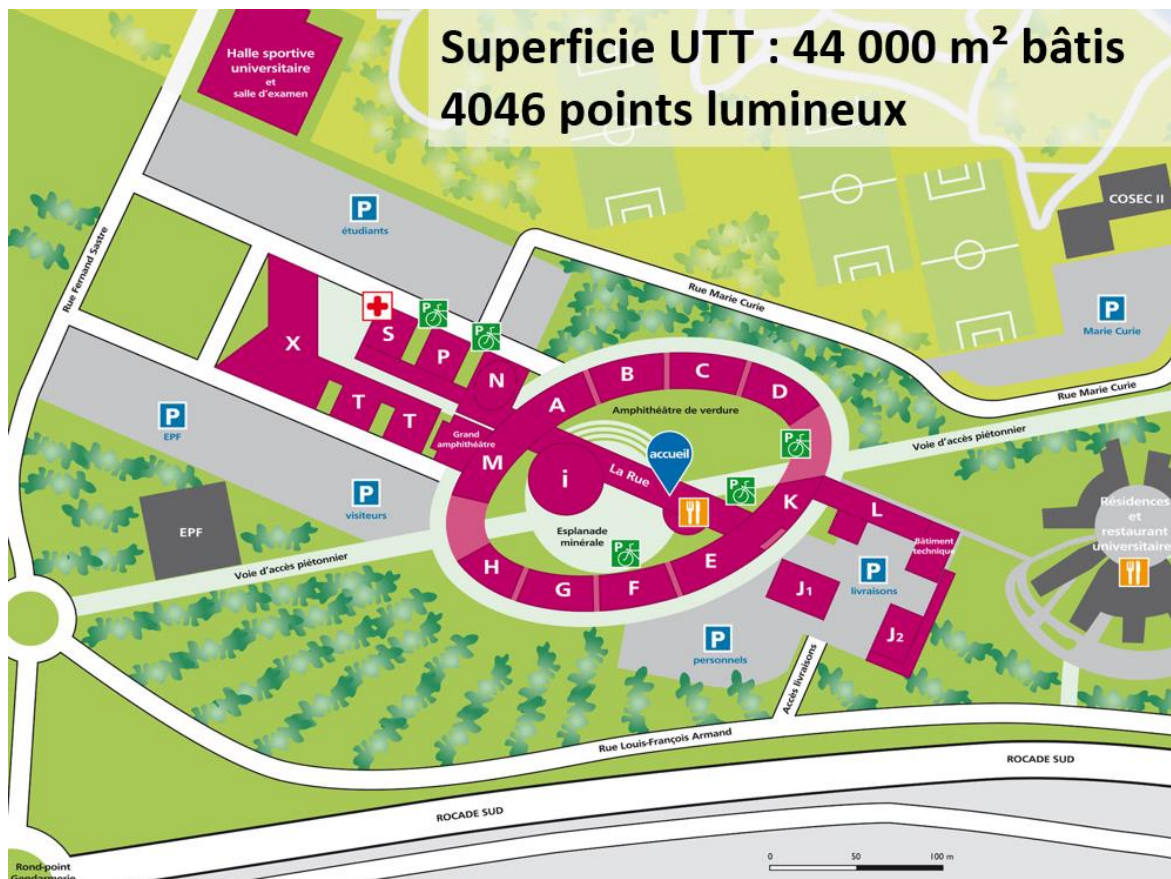 Superficie UTT : 44 000 m² bâtis
4046 points lumineux
Halle sportive
universitaire
et
salle d'examen
P
étudiants
COSEC II
Rue Fernand Sastre
Rue Marie Curie
P
Marie Curie
X
S
P
P
P
N
A
B
C
D
Rue Marie Curie
T
T
Grand
amphithéâtre
Amphithéâtre de verdure
P
Voie d'accès piétonnier
P
EPF
M
i
La Rue
accueil
P
K
L
P
visiteurs
EPF
Esplanade
minérale
Bâtiment
technique
Résidences
et
restaurant
universitaire
Voie d'accès piétonnier
H
G
F
E
P
P
livraisons
J1
J2
P
personnels
Accès livraisons
Rue Louis-François Armand
ROCADE SUD
ROCADE SUD
Rond-point
Gendarmerie
0 50 100 m